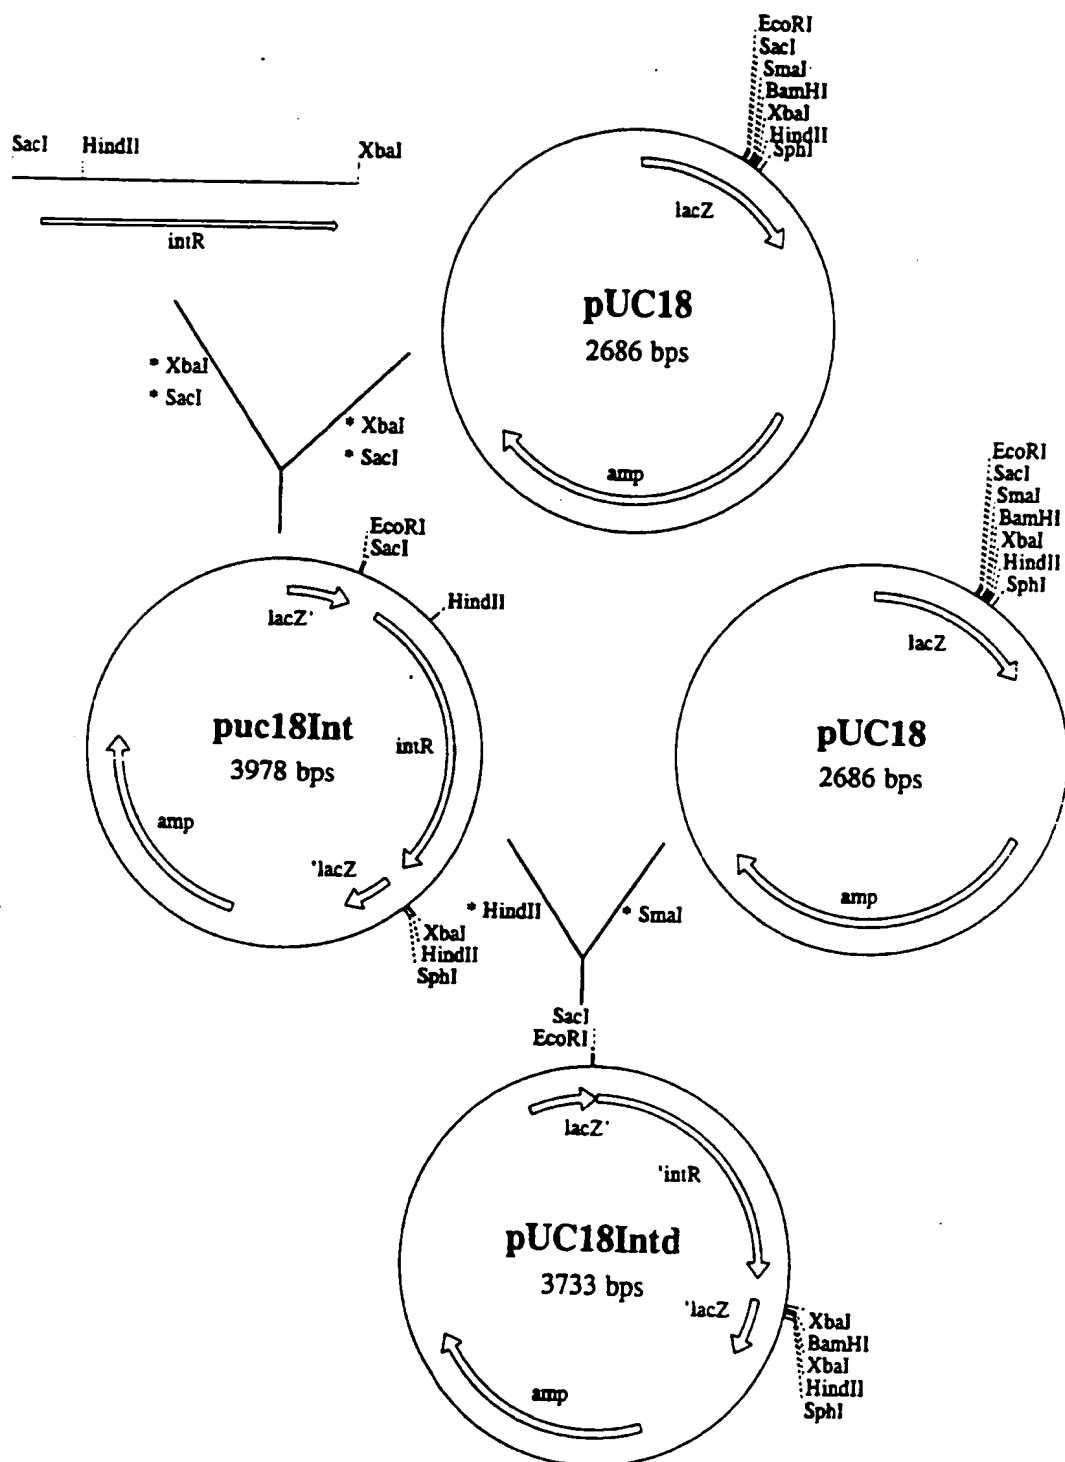 EcoRI
SacI
SmaI
BamHI
XbaI
HindII
SphI
SacI
HindII
XbaI
intR
lacZ
pUC18
2686 bps
amp
* XbaI
* SacI
* XbaI
* SacI
EcoRI
SacI
HindII
lacZ'
puc18Int
3978 bps
intR
amp
'lacZ
XbaI
HindII
SphI
EcoRI
SacI
SmaI
BamHI
XbaI
HindII
SphI
lacZ
pUC18
2686 bps
amp
* HindII
* SmaI
SacI
EcoRI
lacZ'
'intR
pUC18Intd
3733 bps
'lacZ
amp
XbaI
BamHI
XbaI
HindII
SphI